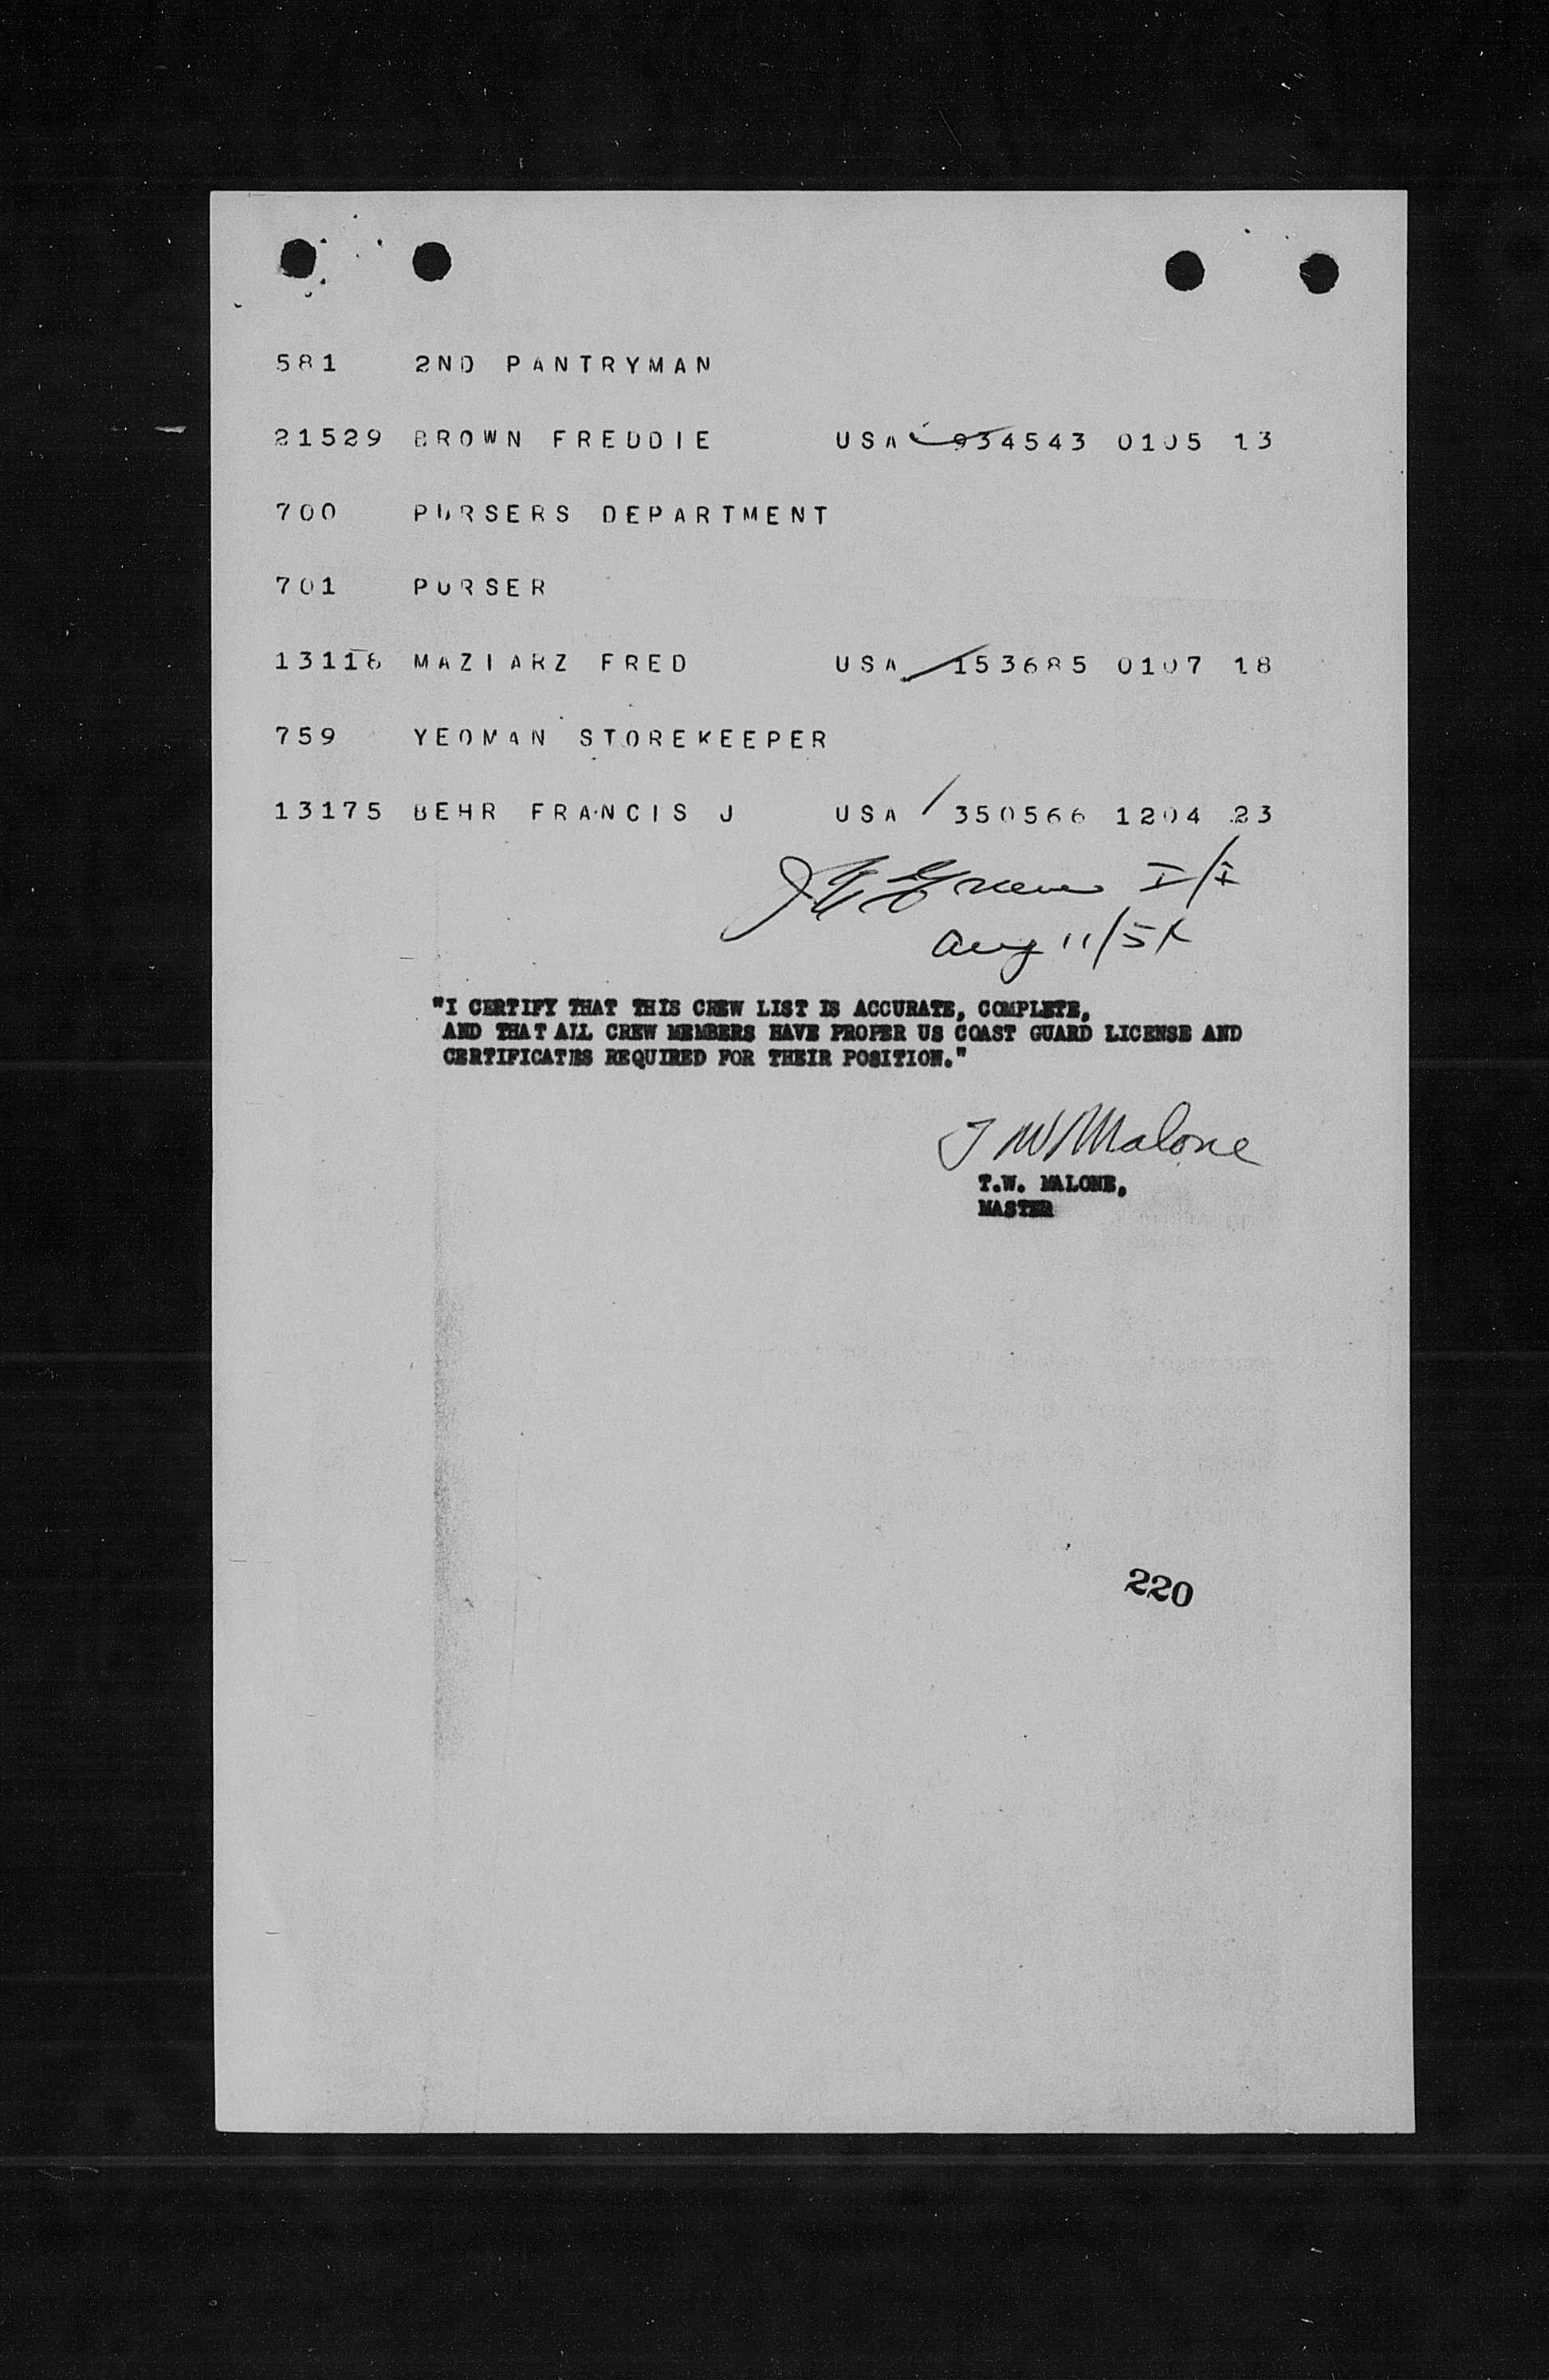 581 2ND PANTRYMAN
21529 BROWN FREDDIE USA 934543 0105 13
700 PURSERS DEPARTMENT
701 PURSER
13118 MAZIARZ FRED USA 153685 0107 18
759 YEOMAN STOREKEEPER
13175 BEHR FRANCIS J USA 350566 1204 23
Green I/I
Aug 11/54
"I CERTIFY THAT THIS CREW LIST IS ACCURATE, COMPLETE,
AND THAT ALL CREW MEMBERS HAVE PROPER US COAST GUARD LICENSE AND
CERTIFICATES REQUIRED FOR THEIR POSITION."
T W Malone
T.W. MALONE,
MASTER
220